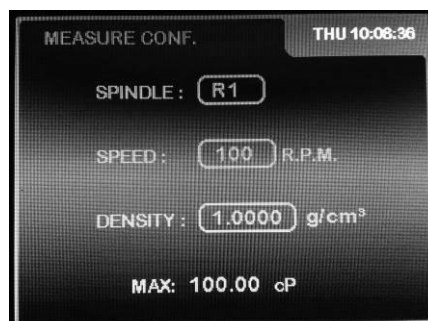 MEASURE CONF. THU 10:08:36
SPINDLE : R1
SPEED : 100 R.P.M.
DENSITY : 1.0000 g/cm³
MAX: 100.00 cP